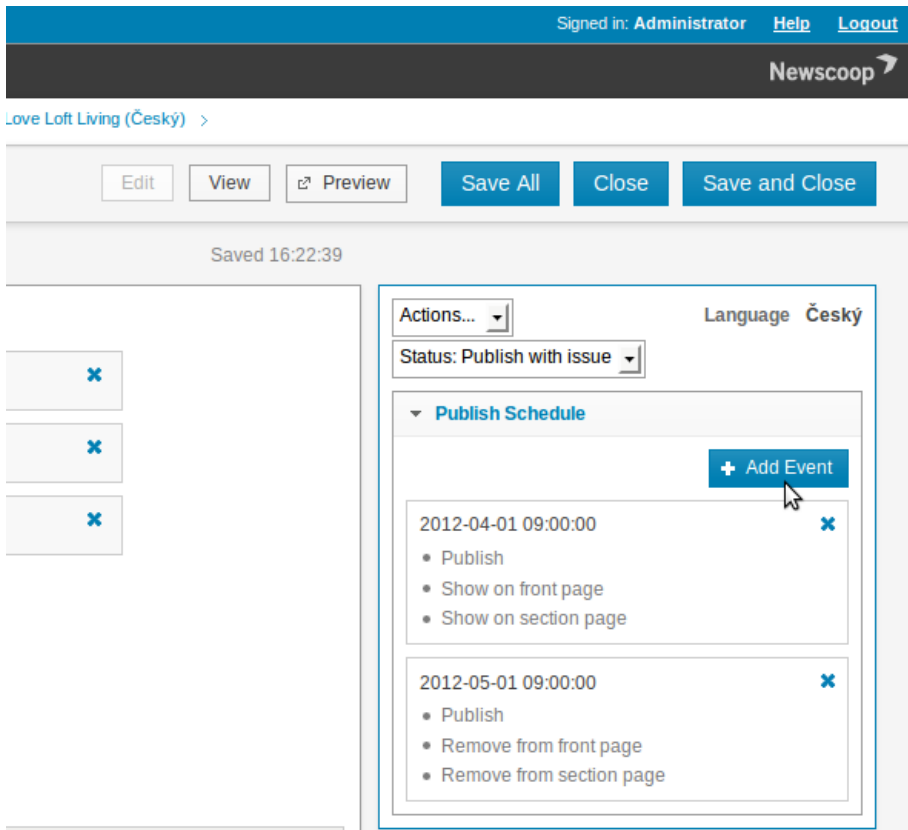 Signed in: Administrator Help Logout
Newscoop
Love Loft Living (Český) >
Edit View Preview Save All Close Save and Close
Saved 16:22:39
Actions... Language Český
Status: Publish with issue
Publish Schedule
+ Add Event
2012-04-01 09:00:00
• Publish
• Show on front page
• Show on section page
2012-05-01 09:00:00
• Publish
• Remove from front page
• Remove from section page